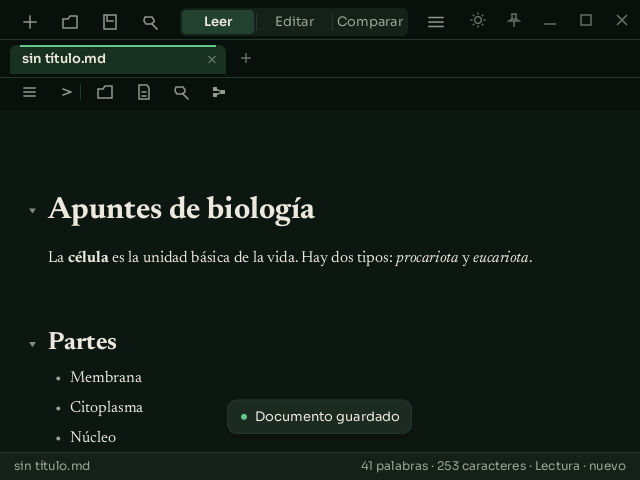 Leer Editar Comparar
sin título.md
Apuntes de biología
La célula es la unidad básica de la vida. Hay dos tipos: procariota y eucariota.
Partes
• Membrana
• Citoplasma
• Núcleo
Documento guardado
sin título.md 41 palabras · 253 caracteres · Lectura · nuevo